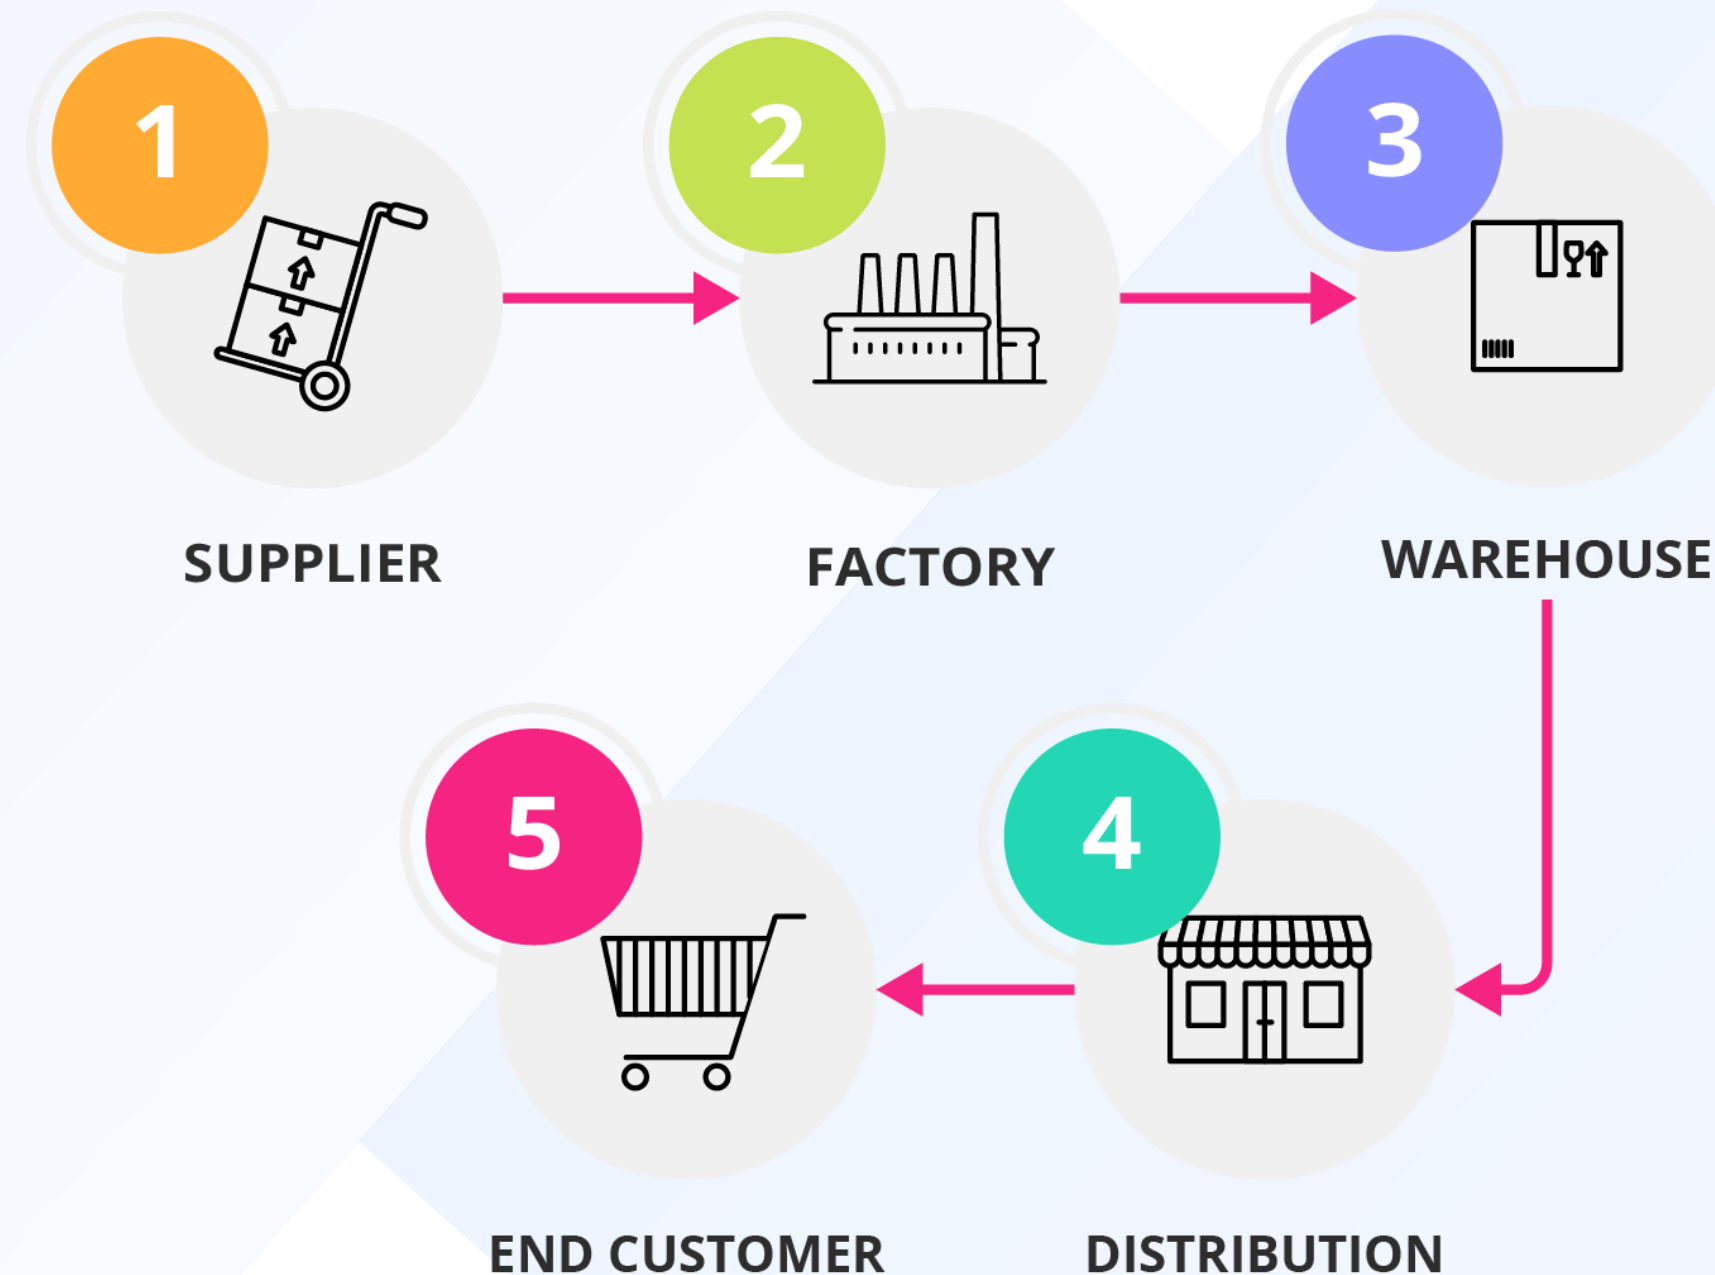 1
2
3
SUPPLIER
FACTORY
WAREHOUSE
5
4
END CUSTOMER
DISTRIBUTION